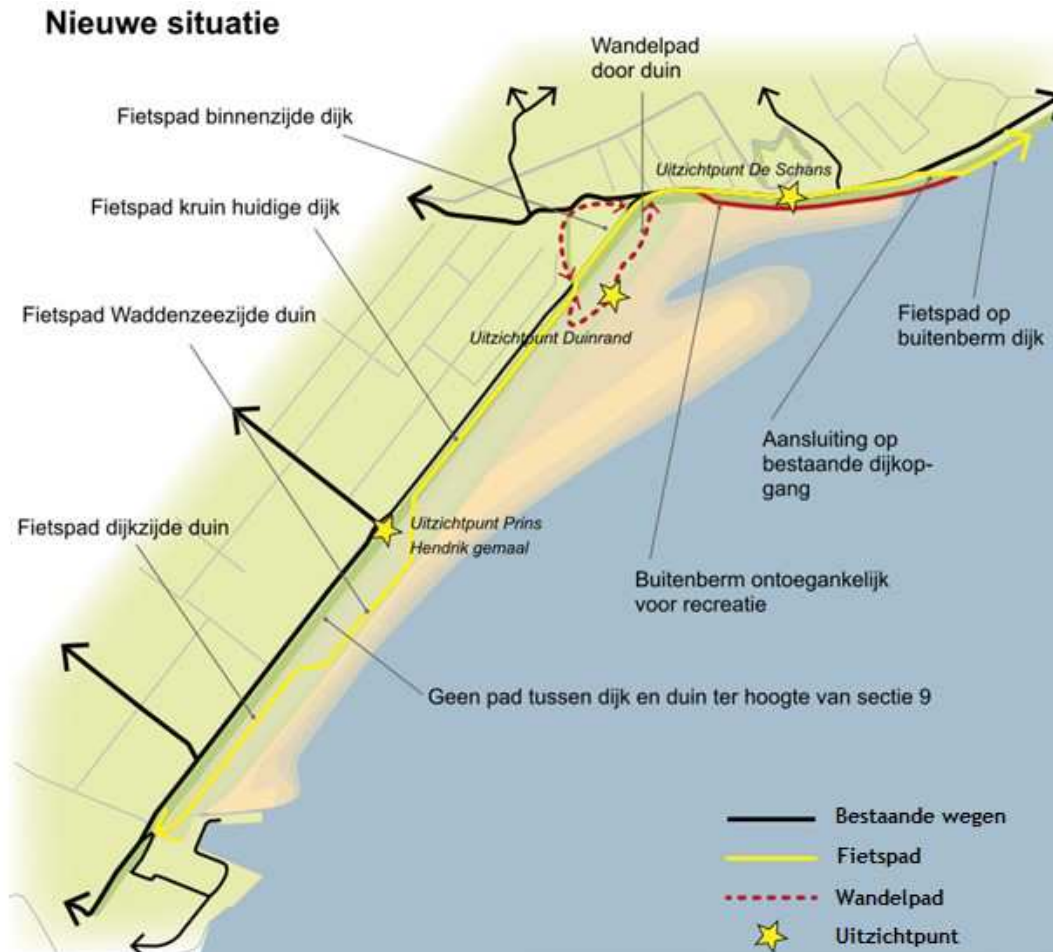 Nieuwe situatie
Wandelpad
door duin
Fietspad binnenzijde dijk
Uitzichtpunt De Schans
Fietspad kruin huidige dijk
Fietspad Waddenzeezijde duin
Fietspad op
buitenberm dijk
Uitzichtpunt Duinrand
Aansluiting op
bestaande dijkop-
gang
Fietspad dijkzijde duin
Uitzichtpunt Prins
Hendrik gemaal
Buitenberm ontoegankelijk
voor recreatie
Geen pad tussen dijk en duin ter hoogte van sectie 9
Bestaande wegen
Fietspad
Wandelpad
Uitzichtpunt